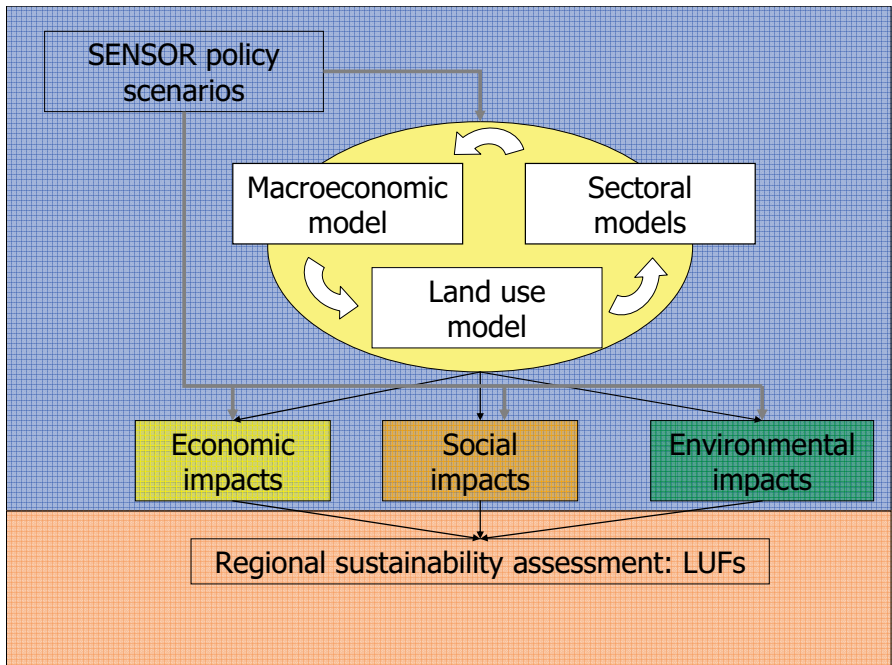 SENSOR policy
scenarios
Macroeconomic
model
Sectoral
models
Land use
model
Economic
impacts
Social
impacts
Environmental
impacts
Regional sustainability assessment: LUFs